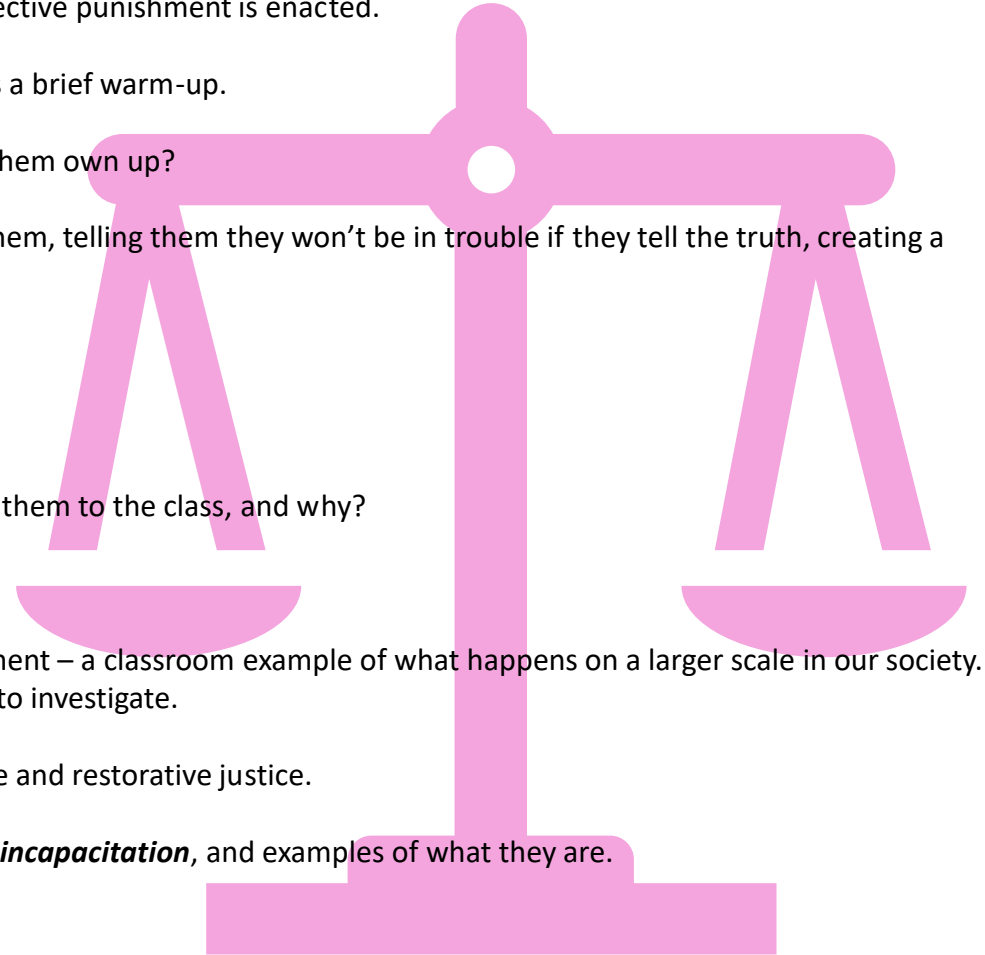 ective punishment is enacted.
s a brief warm-up.
hem own up?
nem, telling them they won’t be in trouble if they tell the truth, creating a
them to the class, and why?
nent – a classroom example of what happens on a larger scale in our society.
to investigate.
e and restorative justice.
incapacitation, and examples of what they are.